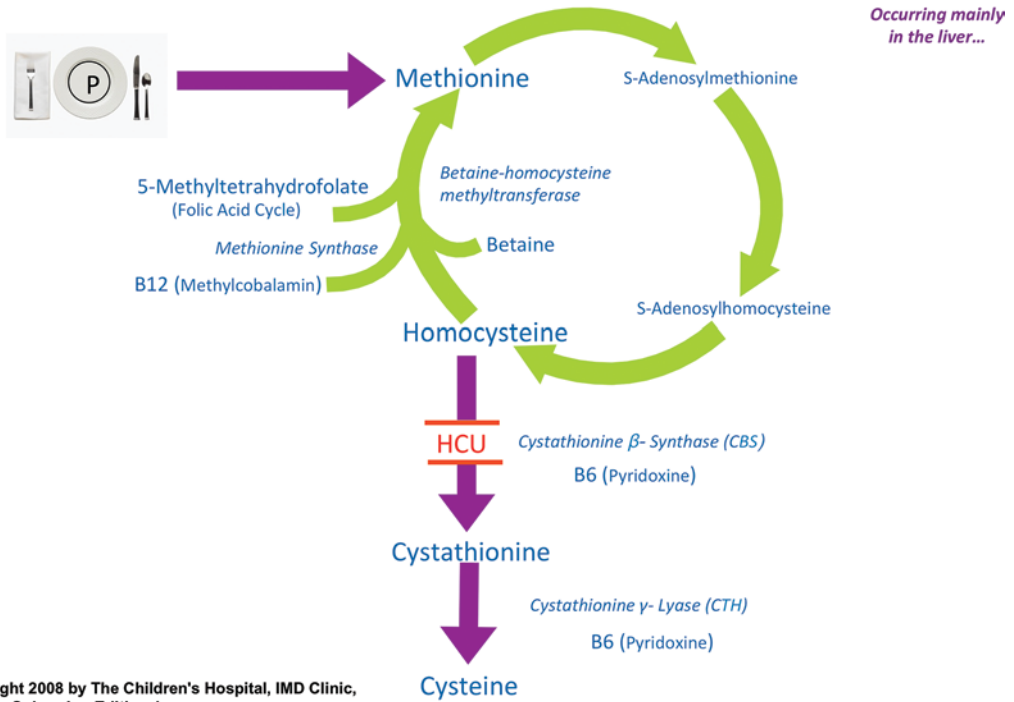 Occurring mainly
in the liver...
P
Methionine
S-Adenosylmethionine
5-Methyltetrahydrofolate
(Folic Acid Cycle)
Betaine-homocysteine
methyltransferase
Methionine Synthase
Betaine
B12 (Methylcobalamin)
S-Adenosylhomocysteine
Homocysteine
HCU
Cystathionine β- Synthase (CBS)
B6 (Pyridoxine)
Cystathionine
Cystathionine γ- Lyase (CTH)
B6 (Pyridoxine)
Cysteine
ght 2008 by The Children's Hospital, IMD Clinic,